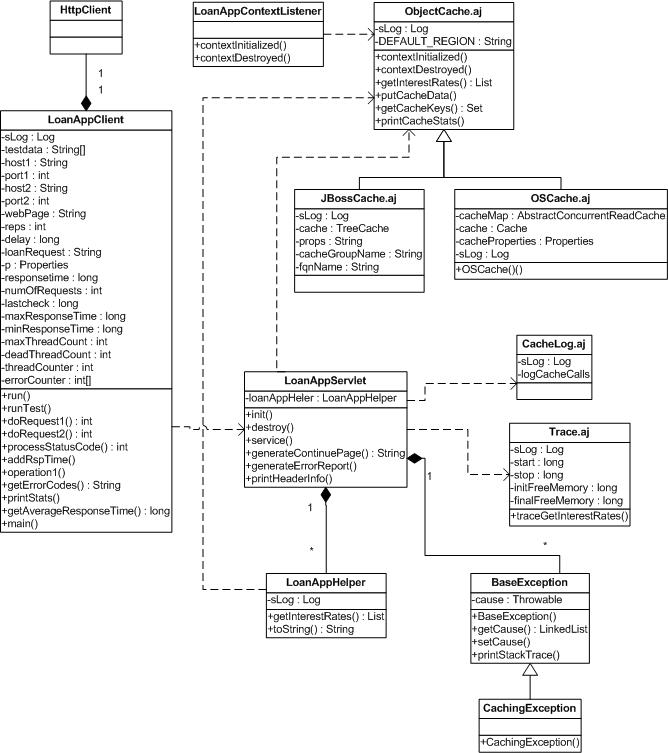 HttpClient
1
1
LoanAppClient
-sLog : Log
-testdata : String[]
-host1 : String
-port1 : int
-host2 : String
-port2 : int
-webPage : String
-reps : int
-delay : long
-loanRequest : String
-p : Properties
-responsetime : long
-numOfRequests : int
-lastcheck : long
-maxResponseTime : long
-minResponseTime : long
-maxThreadCount : int
-deadThreadCount : int
-threadCounter : int
-errorCounter : int[]
+run()
+runTest()
+doRequest1() : int
+doRequest2() : int
+processStatusCode() : int
+addRspTime()
+operation1()
+getErrorCodes() : String
+printStats()
+getAverageResponseTime() : long
+main()
LoanAppContextListener
+contextInitialized()
+contextDestroyed()
ObjectCache.aj
-sLog : Log
-DEFAULT_REGION : String
+contextInitialized()
+contextDestroyed()
+getInterestRates() : List
+putCacheData()
+getCacheKeys() : Set
+printCacheStats()
JBossCache.aj
-sLog : Log
-cache : TreeCache
-props : String
-cacheGroupName : String
-fqnName : String
OSCache.aj
-cacheMap : AbstractConcurrentReadCache
-cache : Cache
-cacheProperties : Properties
-sLog : Log
+OSCache()()
CacheLog.aj
-sLog : Log
-logCacheCalls
LoanAppServlet
-loanAppHeler : LoanAppHelper
+init()
+destroy()
+service()
+generateContinuePage() : String
+generateErrorReport()
+printHeaderInfo()
1
*
1
*
Trace.aj
-sLog : Log
-start : long
-stop : long
-initFreeMemory : long
-finalFreeMemory : long
+traceGetInterestRates()
LoanAppHelper
-sLog : Log
+getInterestRates() : List
+toString() : String
BaseException
-cause : Throwable
+BaseException()
+getCause() : LinkedList
+setCause()
+printStackTrace()
CachingException
+CachingException()